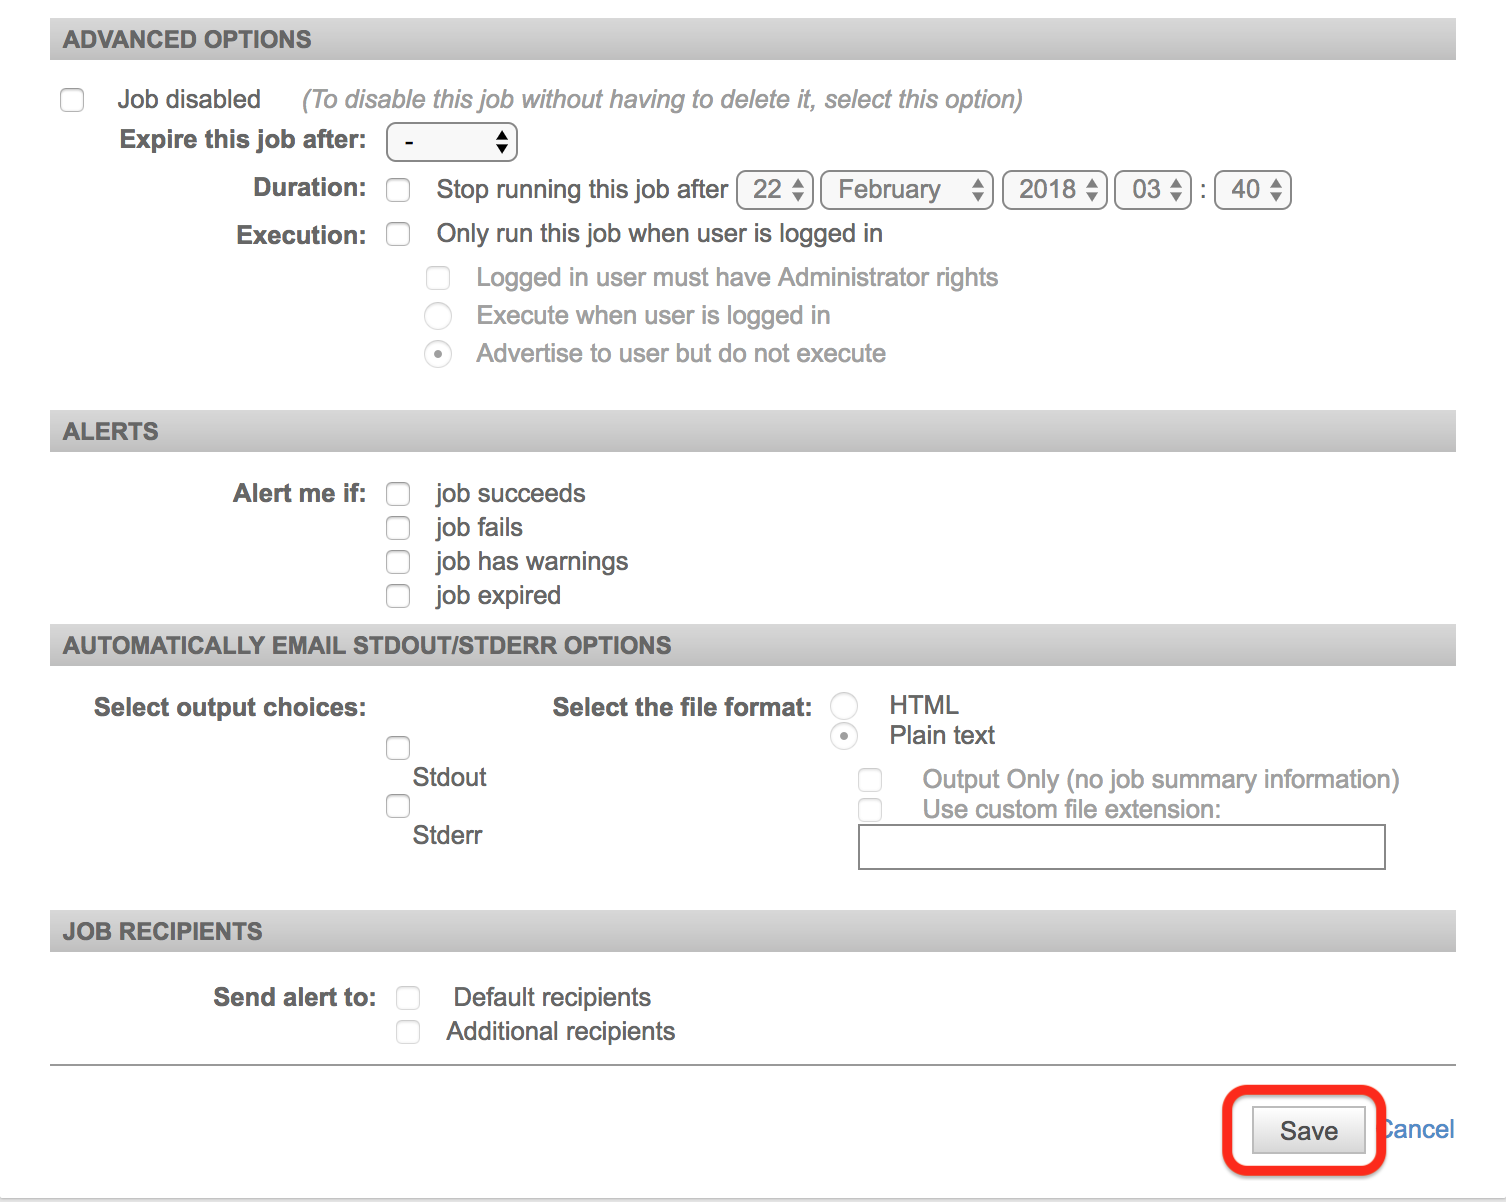 ADVANCED OPTIONS
Job disabled (To disable this job without having to delete it, select this option)
Expire this job after: -
Duration: Stop running this job after 22 February 2018 03 : 40
Execution: Only run this job when user is logged in
Logged in user must have Administrator rights
Execute when user is logged in
Advertise to user but do not execute
ALERTS
Alert me if: job succeeds
job fails
job has warnings
job expired
AUTOMATICALLY EMAIL STDOUT/STDERR OPTIONS
Select output choices: Select the file format: HTML
Plain text
Stdout
Output Only (no job summary information)
Use custom file extension:
Stderr
JOB RECIPIENTS
Send alert to: Default recipients
Additional recipients
Save Cancel